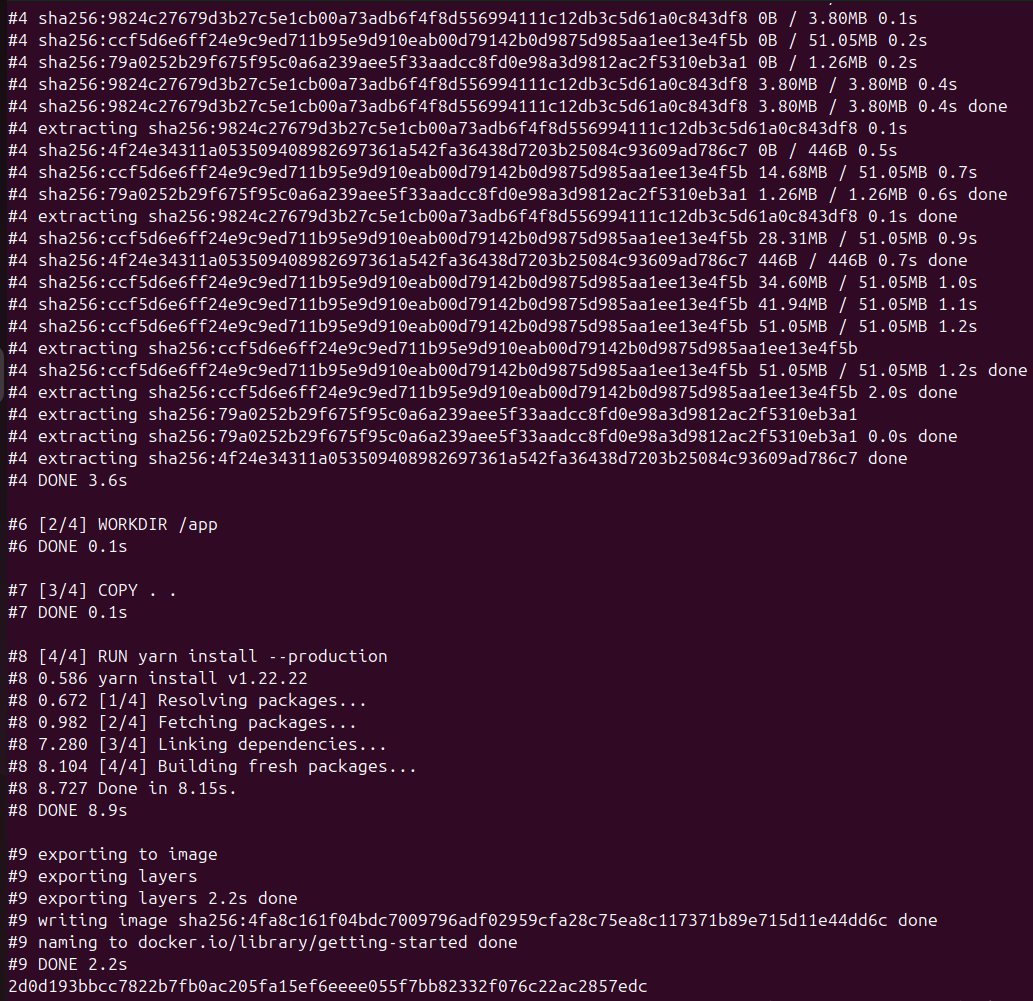 #4 sha256:9824c27679d3b27c5e1cb00a73adb6f4f8d556994111c12db3c5d61a0c843df8 0B / 3.80MB 0.1s
#4 sha256:ccf5d6e6ff24e9c9ed711b95e9d910eab00d79142b0d9875d985aa1ee13e4f5b 0B / 51.05MB 0.2s
#4 sha256:79a0252b29f675f95c0a6a239aee5f33aadcc8fd0e98a3d9812ac2f5310eb3a1 0B / 1.26MB 0.2s
#4 sha256:9824c27679d3b27c5e1cb00a73adb6f4f8d556994111c12db3c5d61a0c843df8 3.80MB / 3.80MB 0.4s
#4 sha256:9824c27679d3b27c5e1cb00a73adb6f4f8d556994111c12db3c5d61a0c843df8 3.80MB / 3.80MB 0.4s done
#4 extracting sha256:9824c27679d3b27c5e1cb00a73adb6f4f8d556994111c12db3c5d61a0c843df8 0.1s
#4 sha256:4f24e34311a053509408982697361a542fa36438d7203b25084c93609ad786c7 0B / 446B 0.5s
#4 sha256:ccf5d6e6ff24e9c9ed711b95e9d910eab00d79142b0d9875d985aa1ee13e4f5b 14.68MB / 51.05MB 0.7s
#4 sha256:79a0252b29f675f95c0a6a239aee5f33aadcc8fd0e98a3d9812ac2f5310eb3a1 1.26MB / 1.26MB 0.6s done
#4 extracting sha256:9824c27679d3b27c5e1cb00a73adb6f4f8d556994111c12db3c5d61a0c843df8 0.1s done
#4 sha256:ccf5d6e6ff24e9c9ed711b95e9d910eab00d79142b0d9875d985aa1ee13e4f5b 28.31MB / 51.05MB 0.9s
#4 sha256:4f24e34311a053509408982697361a542fa36438d7203b25084c93609ad786c7 446B / 446B 0.7s done
#4 sha256:ccf5d6e6ff24e9c9ed711b95e9d910eab00d79142b0d9875d985aa1ee13e4f5b 34.60MB / 51.05MB 1.0s
#4 sha256:ccf5d6e6ff24e9c9ed711b95e9d910eab00d79142b0d9875d985aa1ee13e4f5b 41.94MB / 51.05MB 1.1s
#4 sha256:ccf5d6e6ff24e9c9ed711b95e9d910eab00d79142b0d9875d985aa1ee13e4f5b 51.05MB / 51.05MB 1.2s
#4 extracting sha256:ccf5d6e6ff24e9c9ed711b95e9d910eab00d79142b0d9875d985aa1ee13e4f5b
#4 sha256:ccf5d6e6ff24e9c9ed711b95e9d910eab00d79142b0d9875d985aa1ee13e4f5b 51.05MB / 51.05MB 1.2s done
#4 extracting sha256:ccf5d6e6ff24e9c9ed711b95e9d910eab00d79142b0d9875d985aa1ee13e4f5b 2.0s done
#4 extracting sha256:79a0252b29f675f95c0a6a239aee5f33aadcc8fd0e98a3d9812ac2f5310eb3a1
#4 extracting sha256:79a0252b29f675f95c0a6a239aee5f33aadcc8fd0e98a3d9812ac2f5310eb3a1 0.0s done
#4 extracting sha256:4f24e34311a053509408982697361a542fa36438d7203b25084c93609ad786c7 done
#4 DONE 3.6s

#6 [2/4] WORKDIR /app
#6 DONE 0.1s

#7 [3/4] COPY . .
#7 DONE 0.1s

#8 [4/4] RUN yarn install --production
#8 0.586 yarn install v1.22.22
#8 0.672 [1/4] Resolving packages...
#8 0.982 [2/4] Fetching packages...
#8 7.280 [3/4] Linking dependencies...
#8 8.104 [4/4] Building fresh packages...
#8 8.727 Done in 8.15s.
#8 DONE 8.9s

#9 exporting to image
#9 exporting layers
#9 exporting layers 2.2s done
#9 writing image sha256:4fa8c161f04bdc7009796adf02959cfa28c75ea8c117371b89e715d11e44dd6c done
#9 naming to docker.io/library/getting-started done
#9 DONE 2.2s
2d0d193bbcc7822b7fb0ac205fa15ef6eeee055f7bb82332f076c22ac2857edc